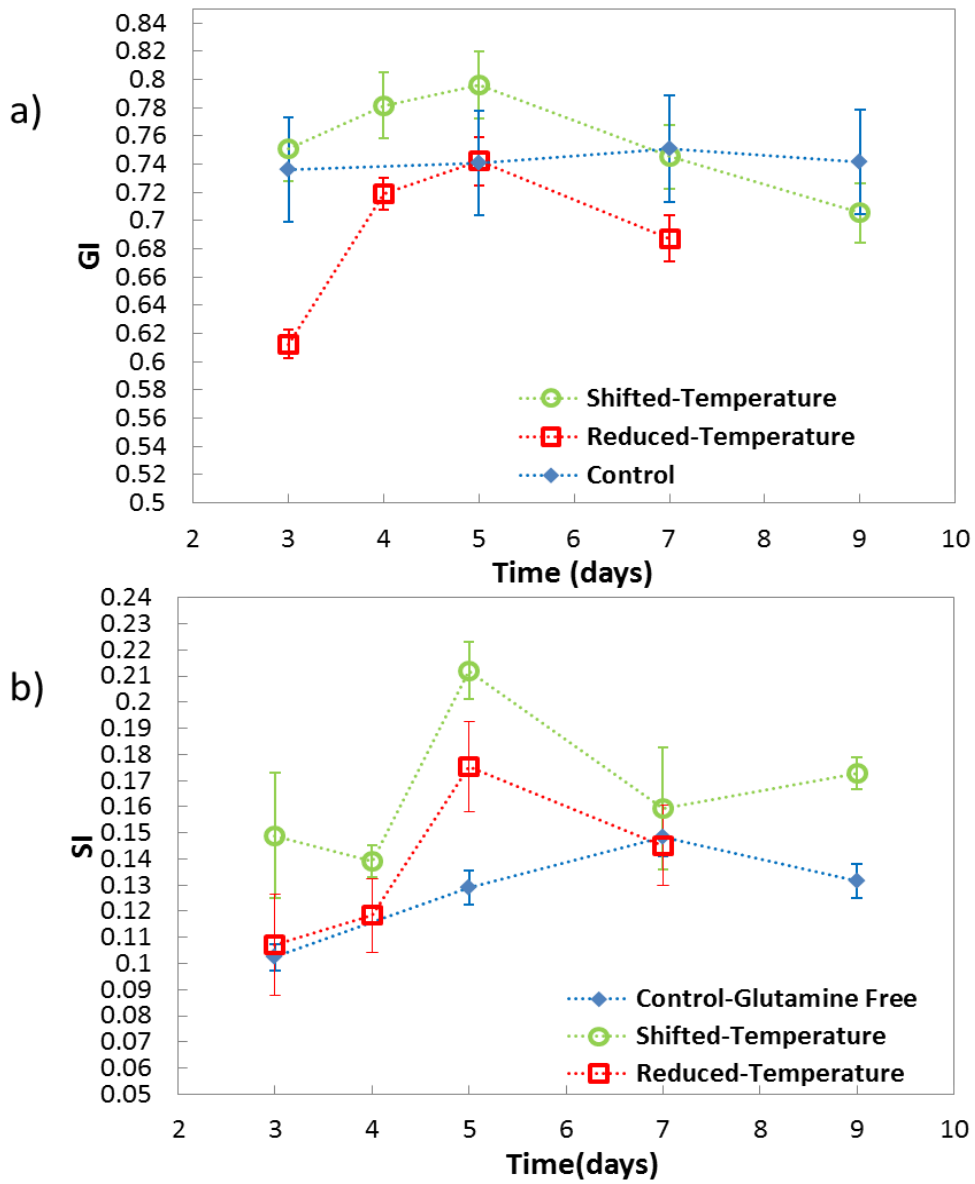 a)
GI
0.84
0.82
0.8
0.78
0.76
0.74
0.72
0.7
0.68
0.66
0.64
0.62
0.6
0.58
0.56
0.54
0.52
0.5
Shifted-Temperature
Reduced-Temperature
Control
2 3 4 5 6 7 8 9 10
Time (days)
b)
SI
0.24
0.23
0.22
0.21
0.2
0.19
0.18
0.17
0.16
0.15
0.14
0.13
0.12
0.11
0.1
0.09
0.08
0.07
0.06
0.05
Control-Glutamine Free
Shifted-Temperature
Reduced-Temperature
2 3 4 5 6 7 8 9 10
Time(days)